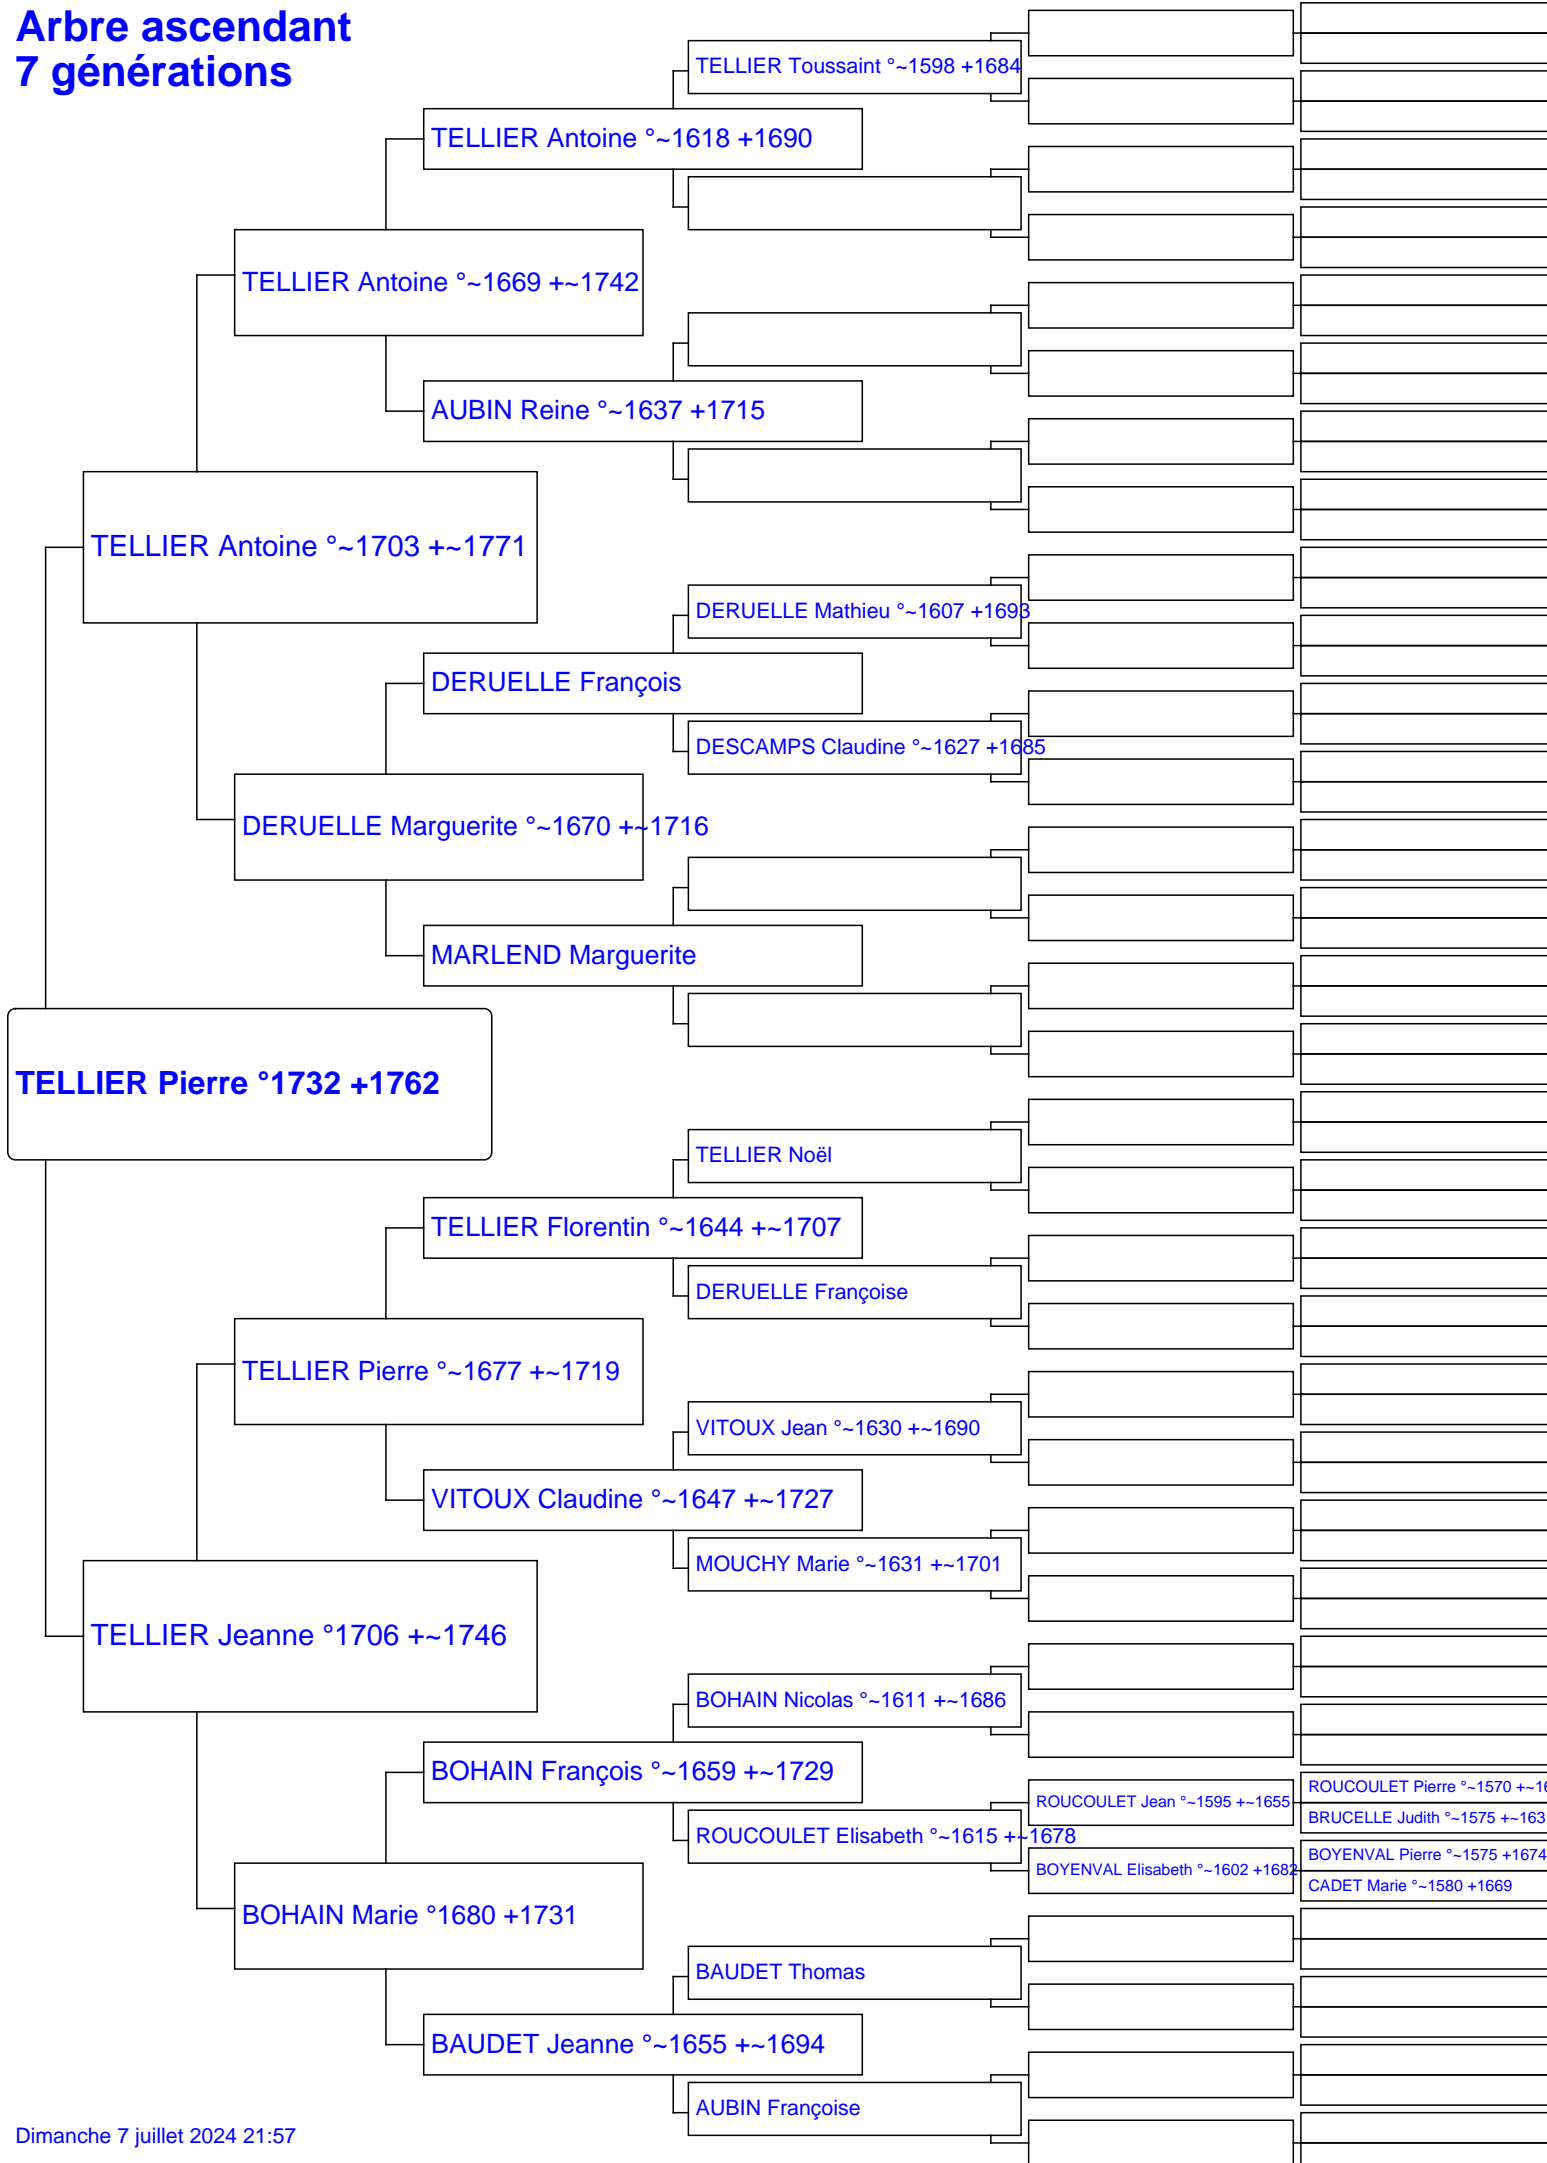 Arbre ascendant
7 générations
TELLIER Toussaint °~1598 +1684
TELLIER Antoine °~1618 +1690
TELLIER Antoine °~1669 +~1742
AUBIN Reine °~1637 +1715
TELLIER Antoine °~1703 +~1771
DERUELLE Mathieu °~1607 +1693
DERUELLE François
DESCAMPS Claudine °~1627 +1685
DERUELLE Marguerite °~1670 +~1716
MARLEND Marguerite
TELLIER Pierre °1732 +1762
TELLIER Noël
TELLIER Florentin °~1644 +~1707
DERUELLE Françoise
TELLIER Pierre °~1677 +~1719
VITOUX Jean °~1630 +~1690
VITOUX Claudine °~1647 +~1727
MOUCHY Marie °~1631 +~1701
TELLIER Jeanne °1706 +~1746
BOHAIN Nicolas °~1611 +~1686
BOHAIN François °~1659 +~1729
ROUCOULET Pierre °~1570 +~16
ROUCOULET Jean °~1595 +~1655
BRUCELLE Judith °~1575 +~163
ROUCOULET Elisabeth °~1615 +~1678
BOYENVAL Pierre °~1575 +1674
BOYENVAL Elisabeth °~1602 +1682
CADET Marie °~1580 +1669
BOHAIN Marie °1680 +1731
BAUDET Thomas
BAUDET Jeanne °~1655 +~1694
AUBIN Françoise
Dimanche 7 juillet 2024 21:57